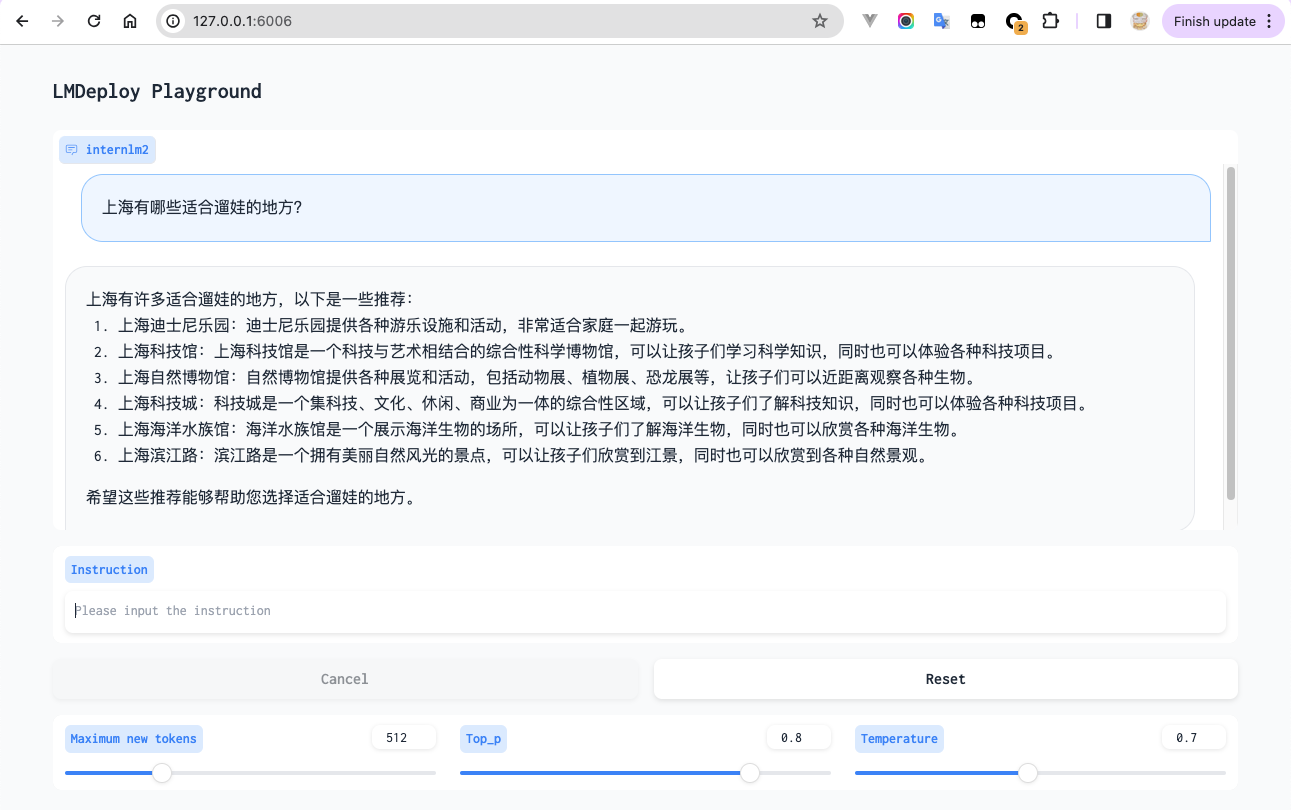 127.0.0.1:6006
2
Finish update
LMDeploy Playground
internlm2
上海有哪些适合遛娃的地方?
上海有许多适合遛娃的地方，以下是一些推荐：
1. 上海迪士尼乐园：迪士尼乐园提供各种游乐设施和活动，非常适合家庭一起游玩。
2. 上海科技馆：上海科技馆是一个科技与艺术相结合的综合性科学博物馆，可以让孩子们学习科学知识，同时也可以体验各种科技项目。
3. 上海自然博物馆：自然博物馆提供各种展览和活动，包括动物展、植物展、恐龙展等，让孩子们可以近距离观察各种生物。
4. 上海科技城：科技城是一个集科技、文化、休闲、商业为一体的综合性区域，可以让孩子们了解科技知识，同时也可以体验各种科技项目。
5. 上海海洋水族馆：海洋水族馆是一个展示海洋生物的场所，可以让孩子们了解海洋生物，同时也可以欣赏各种海洋生物。
6. 上海滨江路：滨江路是一个拥有美丽自然风光的景点，可以让孩子们欣赏到江景，同时也可以欣赏到各种自然景观。
希望这些推荐能够帮助您选择适合遛娃的地方。
Instruction
Please input the instruction
Cancel
Reset
Maximum new tokens 512
Top_p 0.8
Temperature 0.7